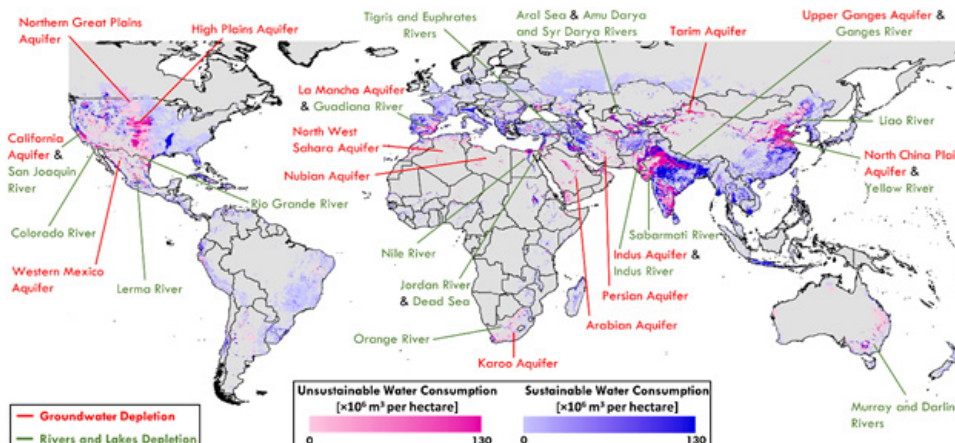 Northern Great Plains
Aquifer
High Plains Aquifer
Tigris and Euphrates
Rivers
Aral Sea & Amu Darya
and Syr Darya Rivers
Tarim Aquifer
Upper Ganges Aquifer &
Ganges River
La Mancha Aquifer
& Guadiana River
California
Aquifer &
San Joaquin
River
North West
Sahara Aquifer
Nubian Aquifer
Liao River
North China Plain
Aquifer &
Yellow River
Rio Grande River
Colorado River
Western Mexico
Aquifer
Lerma River
Nile River
Jordan River
& Dead Sea
Orange River
Karoo Aquifer
Sabarmati River
Indus Aquifer &
Indus River
Persian Aquifer
Arabian Aquifer
Murray and Darlin
Rivers
Groundwater Depletion
Rivers and Lakes Depletion
Unsustainable Water Consumption
[×10⁶ m³ per hectare]
0 130
Sustainable Water Consumption
[×10⁶ m³ per hectare]
0 130